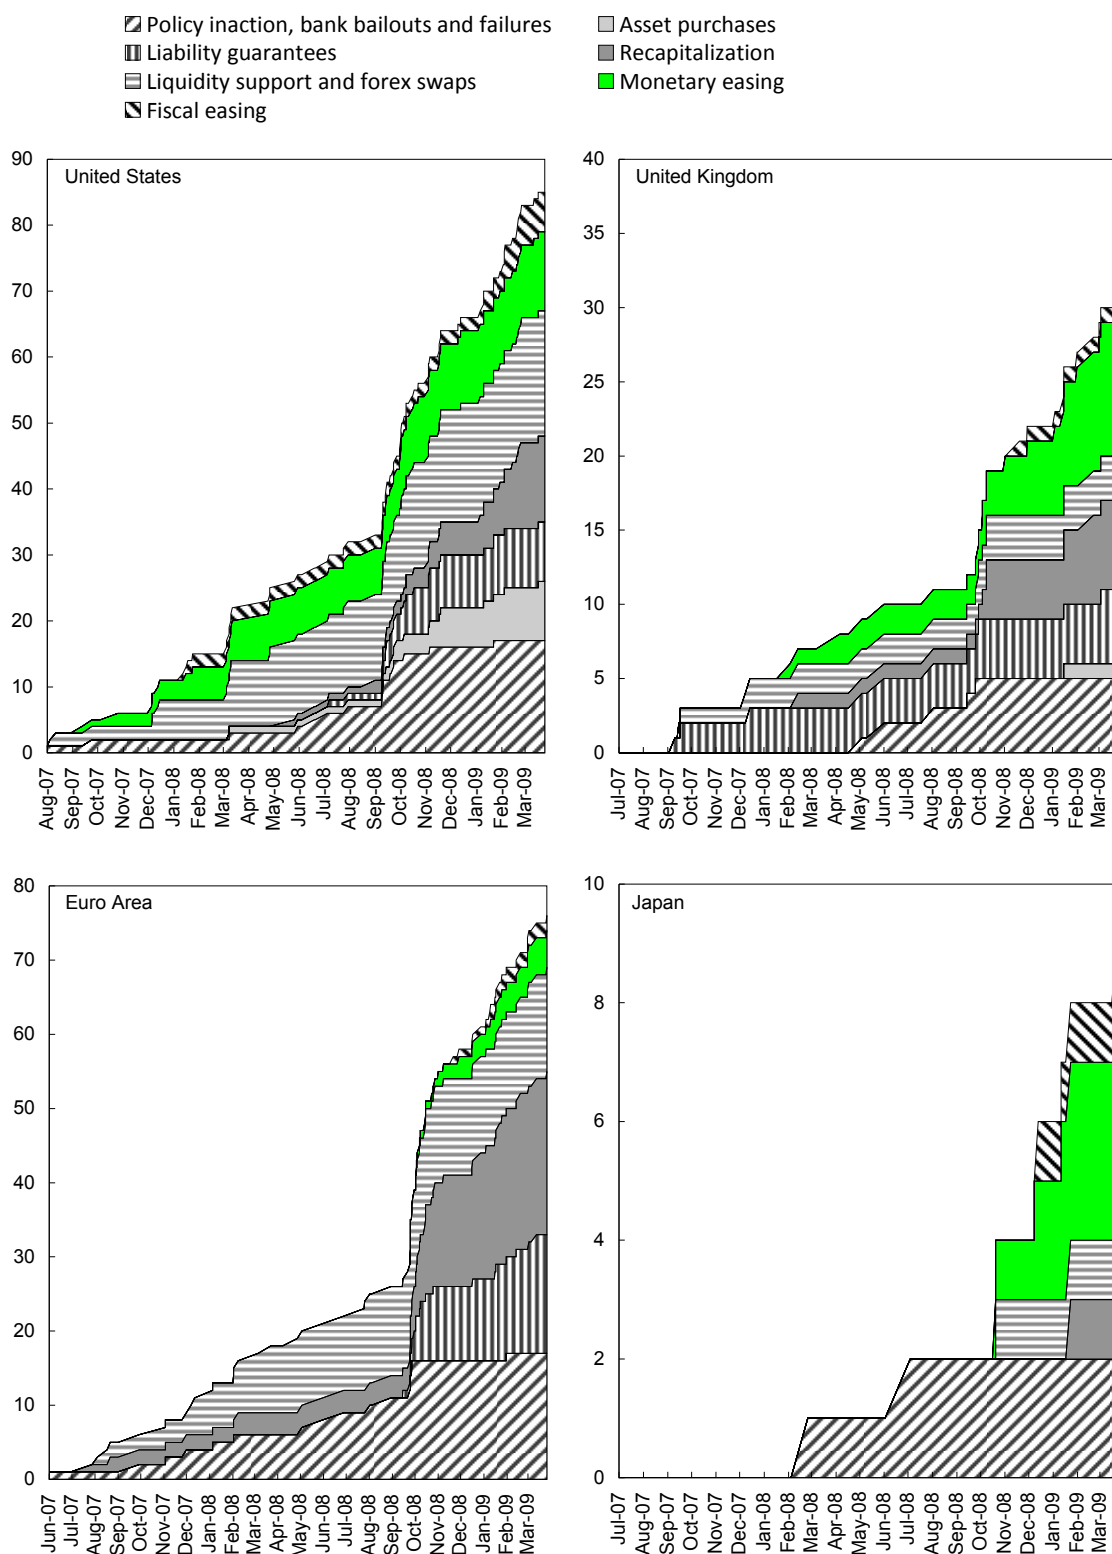 Policy inaction, bank bailouts and failures
Asset purchases
Liability guarantees
Recapitalization
Liquidity support and forex swaps
Monetary easing
Fiscal easing
United States
90
80
70
60
50
40
30
20
10
0
Aug-07
Sep-07
Oct-07
Nov-07
Dec-07
Jan-08
Feb-08
Mar-08
Apr-08
May-08
Jun-08
Jul-08
Aug-08
Sep-08
Oct-08
Nov-08
Dec-08
Jan-09
Feb-09
Mar-09
United Kingdom
40
35
30
25
20
15
10
5
0
Jul-07
Aug-07
Sep-07
Oct-07
Nov-07
Dec-07
Jan-08
Feb-08
Mar-08
Apr-08
May-08
Jun-08
Jul-08
Aug-08
Sep-08
Oct-08
Nov-08
Dec-08
Jan-09
Feb-09
Mar-09
Euro Area
80
70
60
50
40
30
20
10
0
Jun-07
Jul-07
Aug-07
Sep-07
Oct-07
Nov-07
Dec-07
Jan-08
Feb-08
Mar-08
Apr-08
May-08
Jun-08
Jul-08
Aug-08
Sep-08
Oct-08
Nov-08
Dec-08
Jan-09
Feb-09
Mar-09
Japan
10
8
6
4
2
0
Jul-07
Aug-07
Sep-07
Oct-07
Nov-07
Dec-07
Jan-08
Feb-08
Mar-08
Apr-08
May-08
Jun-08
Jul-08
Aug-08
Sep-08
Oct-08
Nov-08
Dec-08
Jan-09
Feb-09
Mar-09